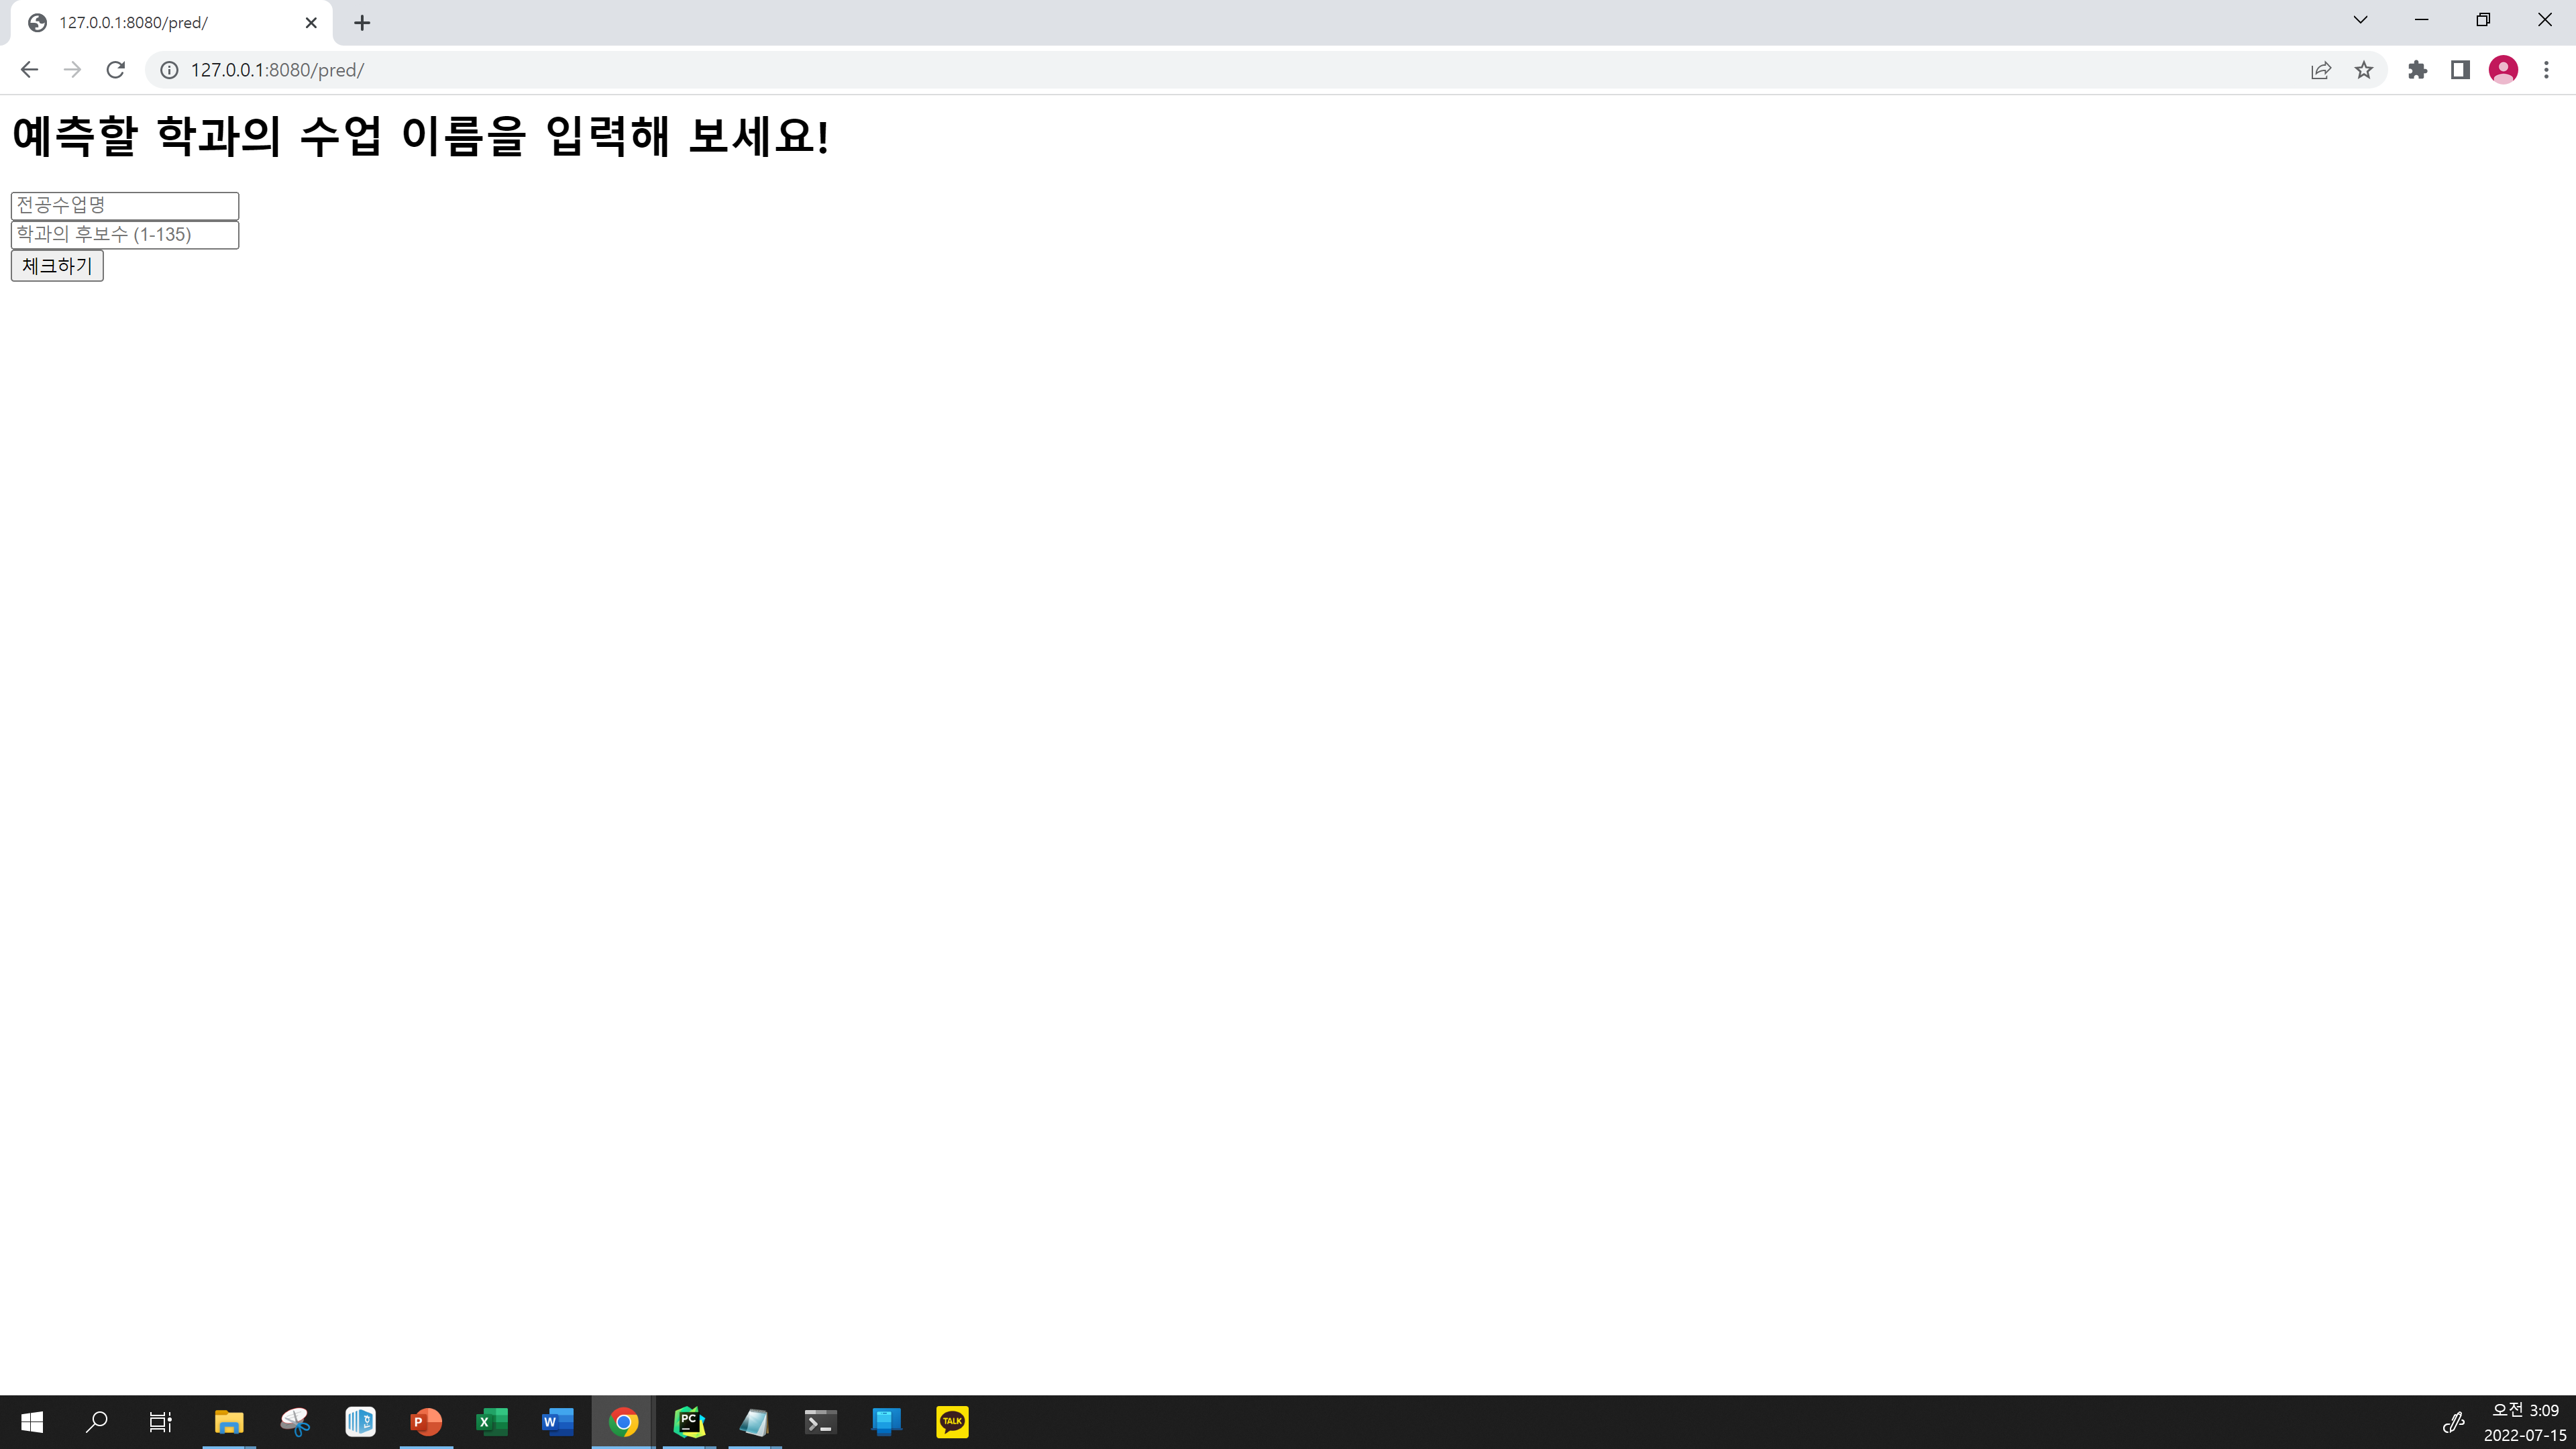 127.0.0.1:8080/pred/
127.0.0.1:8080/pred/
예측할 학과의 수업 이름을 입력해 보세요!
전공수업명
학과의 후보수 (1-135)
체크하기
P
X
W
PC
TALK
오전 3:09
2022-07-15